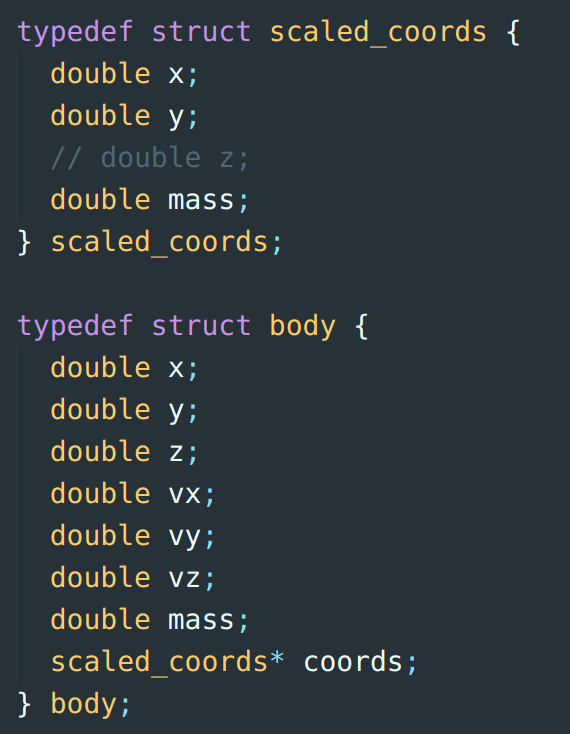 typedef struct scaled_coords {
  double x;
  double y;
  // double z;
  double mass;
} scaled_coords;

typedef struct body {
  double x;
  double y;
  double z;
  double vx;
  double vy;
  double vz;
  double mass;
  scaled_coords* coords;
} body;